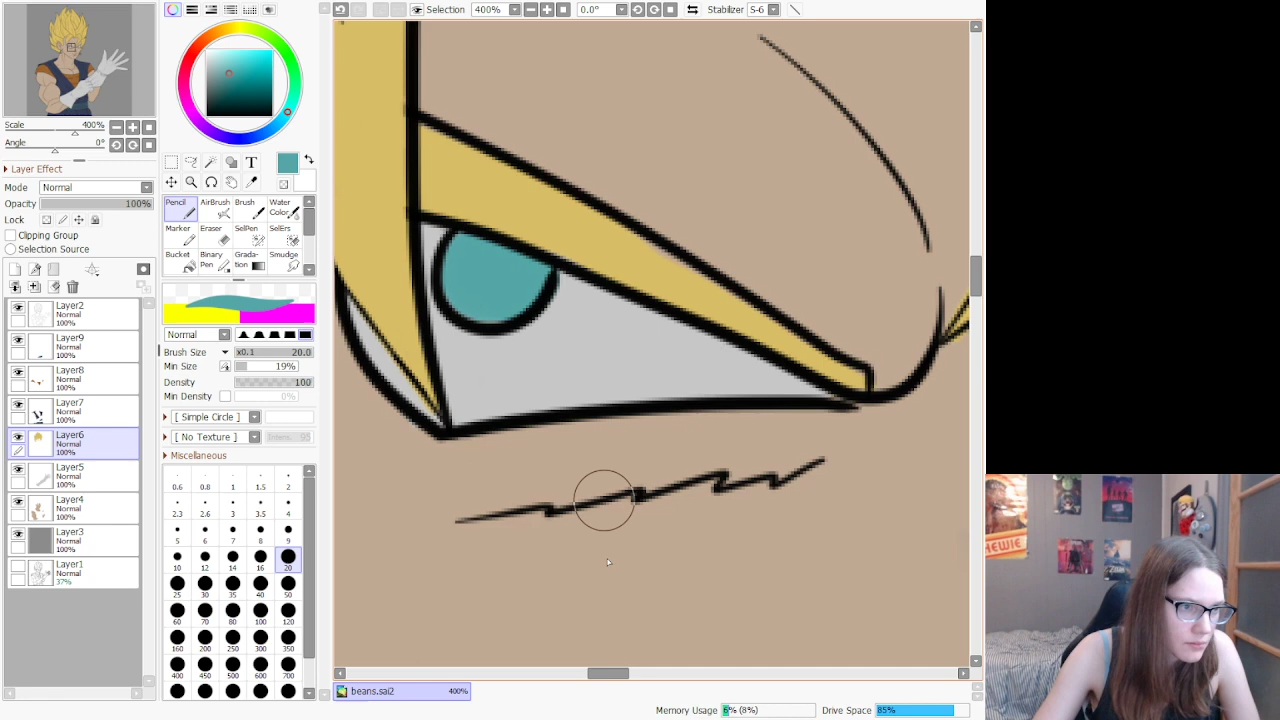 Selection 400% 0.0° Stabilizer S-6
Scale 400%
Angle 0°
Layer Effect
Mode Normal
Opacity 100%
Lock
Clipping Group
Selection Source
Layer2
Normal
100%
Layer9
Normal
100%
Layer8
Normal
100%
Layer7
Normal
100%
Layer6
Normal
100%
Layer5
Normal
100%
Layer4
Normal
100%
Layer3
Normal
100%
Layer1
Normal
37%
T
Pencil AirBrush Brush Water Color
Marker Eraser SelPen SelErs
Bucket Binary Pen Gradation Smudge
Normal
Brush Size x0.1 20.0
Min Size 19%
Density 100
Min Density 0%
[ Simple Circle ]
[ No Texture ] Intens. 95
Miscellaneous
0.6 0.8 1 1.5 2
2.3 2.6 3 3.5 4
5 6 7 8 9
10 12 14 16 20
25 30 35 40 50
60 70 80 100 120
160 200 250 300 350
400 450 500 600 700
beans.sai2 400%
Memory Usage 6% (8%) Drive Space 85%
HEWIE